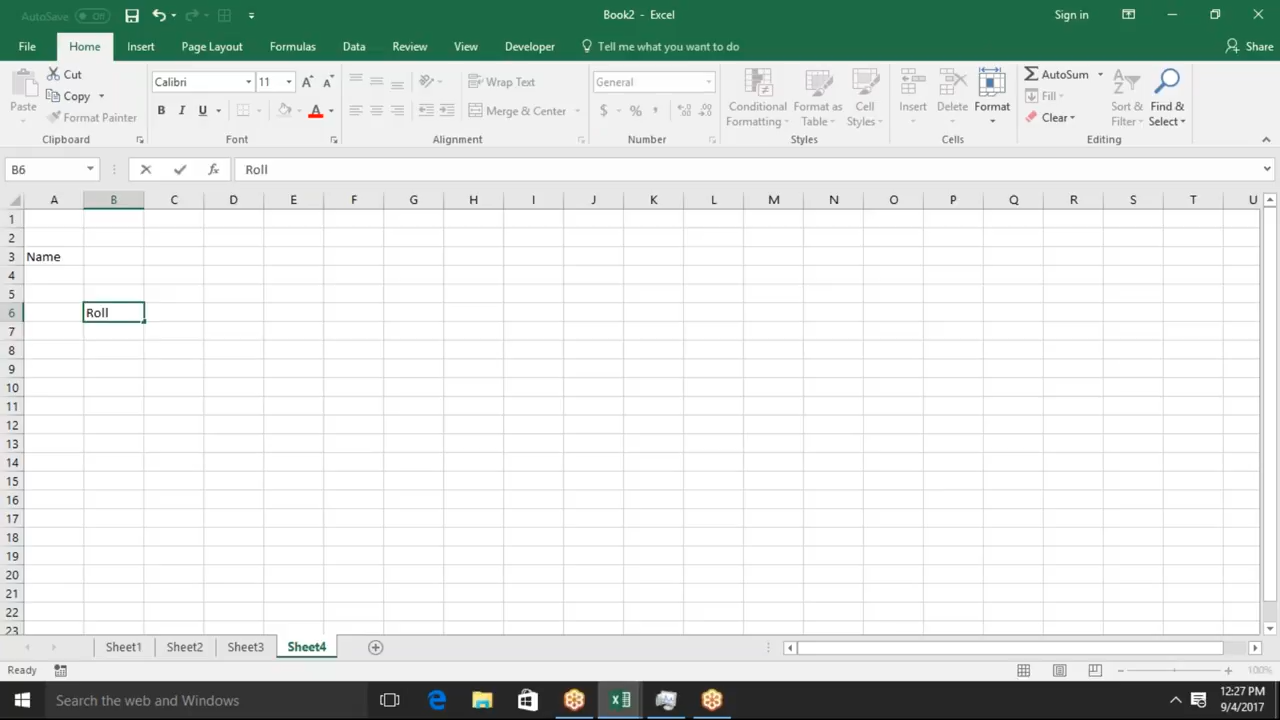 AutoSave Off
Book2 - Excel
Sign in
File Home Insert Page Layout Formulas Data Review View Developer Tell me what you want to do Share
Paste
Cut
Copy
Format Painter
Clipboard
Calibri 11
B I U A
Font
Wrap Text
Merge & Center
Alignment
General
$ % ,
Number
Conditional Formatting
Format as Table
Cell Styles
Styles
Insert
Delete
Format
Cells
AutoSum
Fill
Clear
Sort & Filter
Find & Select
Editing
B6 fx Roll
A B C D E F G H I J K L M N O P Q R S T U
1
2
3 Name
4
5
6 Roll
7
8
9
10
11
12
13
14
15
16
17
18
19
20
21
22
23
Sheet1 Sheet2 Sheet3 Sheet4
Ready 100%
Search the web and Windows
12:27 PM
9/4/2017